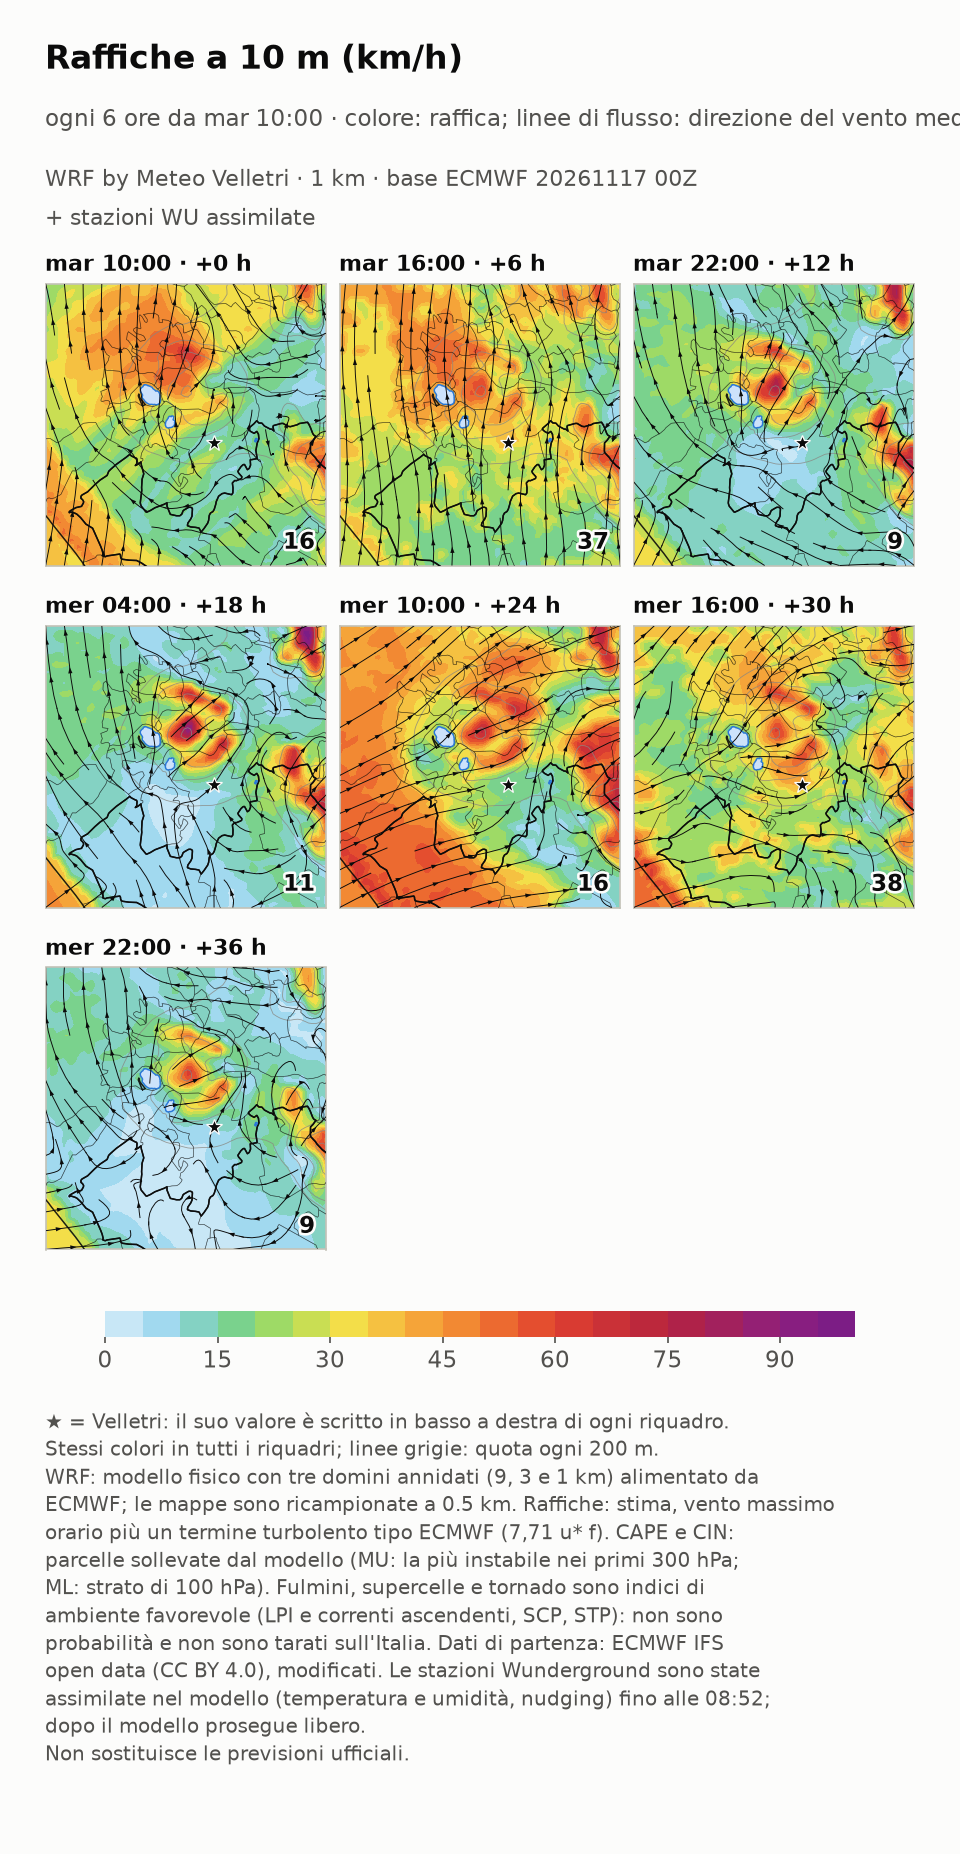 Raffiche a 10 m (km/h)
ogni 6 ore da mar 10:00 · colore: raffica; linee di flusso: direzione del vento med
WRF by Meteo Velletri · 1 km · base ECMWF 20261117 00Z
+ stazioni WU assimilate
mar 10:00 · +0 h
mar 16:00 · +6 h
mar 22:00 · +12 h
16
37
9
mer 04:00 · +18 h
mer 10:00 · +24 h
mer 16:00 · +30 h
11
16
38
mer 22:00 · +36 h
9
0 15 30 45 60 75 90
★ = Velletri: il suo valore è scritto in basso a destra di ogni riquadro.
Stessi colori in tutti i riquadri; linee grigie: quota ogni 200 m.
WRF: modello fisico con tre domini annidati (9, 3 e 1 km) alimentato da
ECMWF; le mappe sono ricampionate a 0.5 km. Raffiche: stima, vento massimo
orario più un termine turbolento tipo ECMWF (7,71 u* f). CAPE e CIN:
parcelle sollevate dal modello (MU: la più instabile nei primi 300 hPa;
ML: strato di 100 hPa). Fulmini, supercelle e tornado sono indici di
ambiente favorevole (LPI e correnti ascendenti, SCP, STP): non sono
probabilità e non sono tarati sull'Italia. Dati di partenza: ECMWF IFS
open data (CC BY 4.0), modificati. Le stazioni Wunderground sono state
assimilate nel modello (temperatura e umidità, nudging) fino alle 08:52;
dopo il modello prosegue libero.
Non sostituisce le previsioni ufficiali.